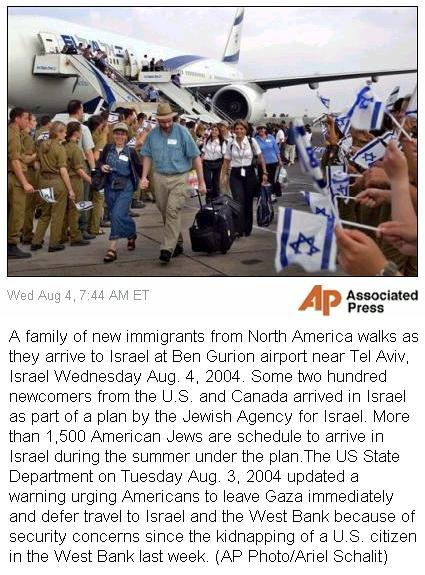 EL AL
Wed Aug 4, 7:44 AM ET
AP Associated
Press
A family of new immigrants from North America walks as
they arrive to Israel at Ben Gurion airport near Tel Aviv,
Israel Wednesday Aug. 4, 2004. Some two hundred
newcomers from the U.S. and Canada arrived in Israel
as part of a plan by the Jewish Agency for Israel. More
than 1,500 American Jews are schedule to arrive in
Israel during the summer under the plan.The US State
Department on Tuesday Aug. 3, 2004 updated a
warning urging Americans to leave Gaza immediately
and defer travel to Israel and the West Bank because of
security concerns since the kidnapping of a U.S. citizen
in the West Bank last week. (AP Photo/Ariel Schalit)